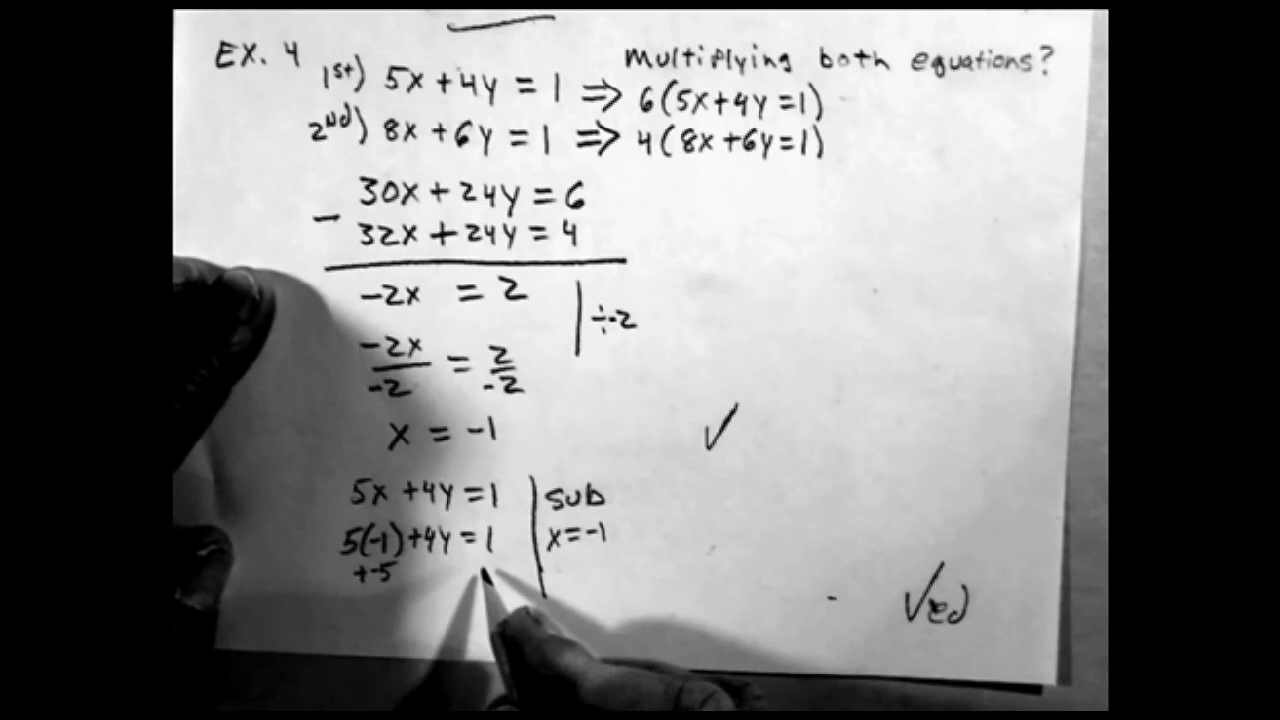 EX. 4
multiplying both equations?
1st) 5x + 4y = 1 ⇒ 6(5x+4y=1)
2nd) 8x + 6y = 1 ⇒ 4(8x+6y=1)
30x + 24y = 6
− 32x + 24y = 4
-2x = 2 | ÷-2
-2x/-2 = 2/-2
x = -1 ✓
5x + 4y = 1 | sub
5(-1) + 4y = 1 | x = -1
+-5
√ed